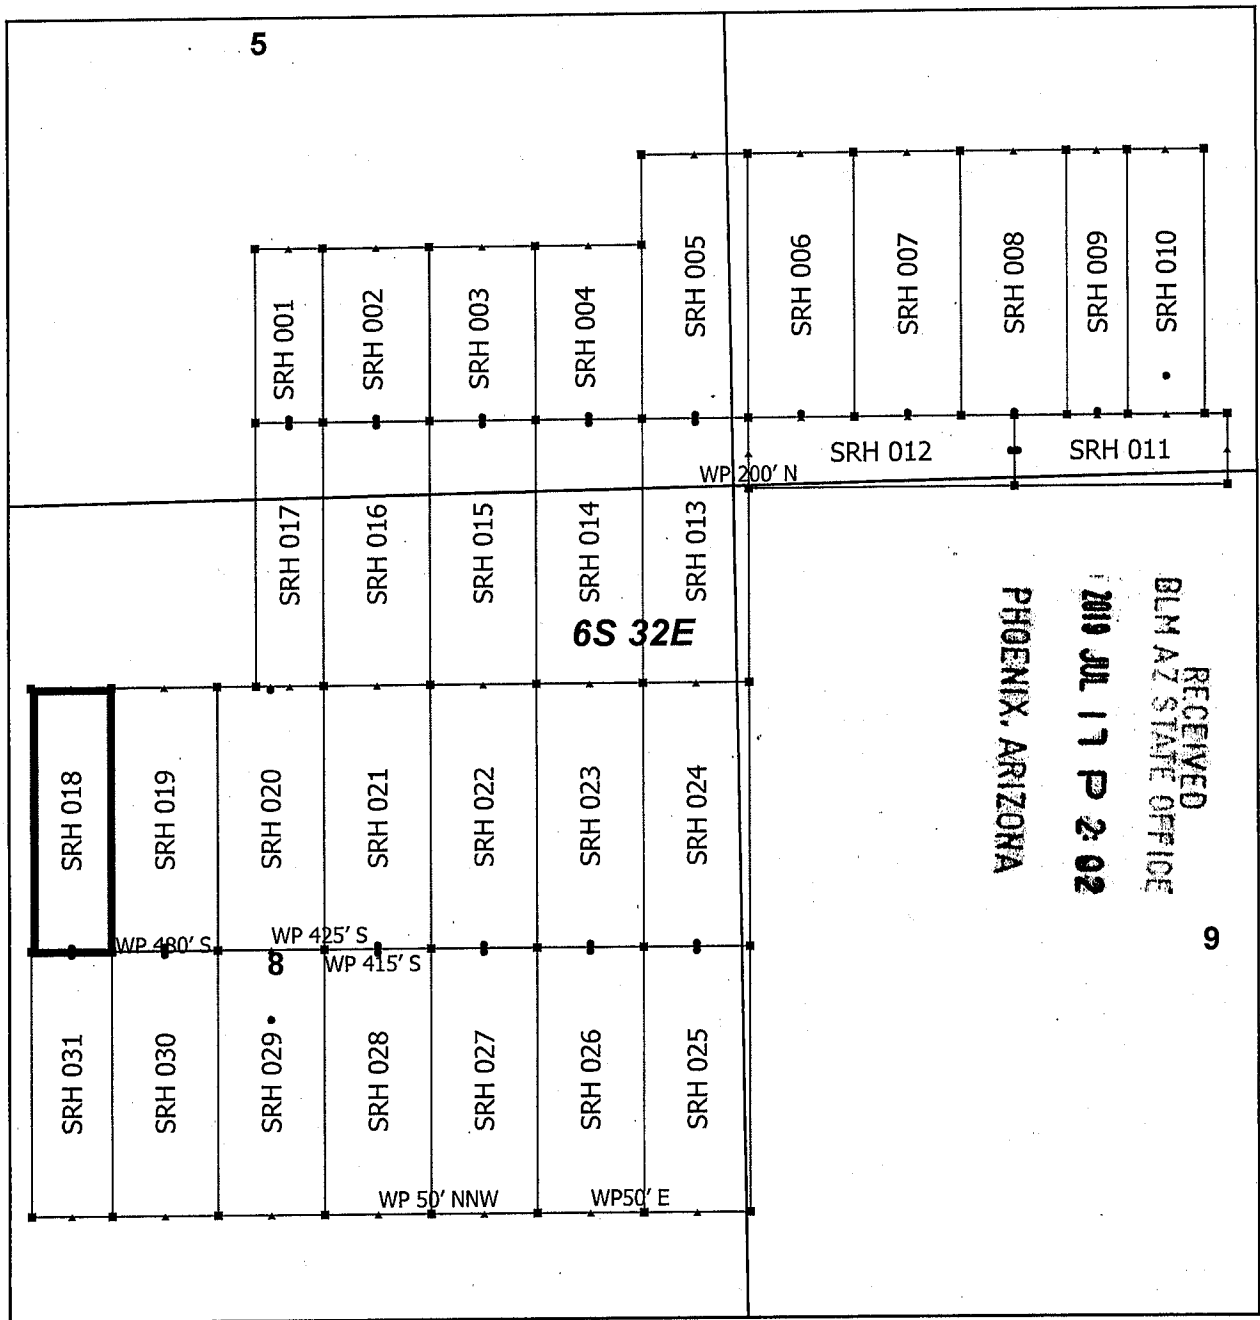 5
SRH 001
SRH 002
SRH 003
SRH 004
SRH 005
SRH 006
SRH 007
SRH 008
SRH 009
SRH 010
SRH 012
SRH 011
WP 200' N
SRH 017
SRH 016
SRH 015
SRH 014
SRH 013
6S 32E
RECEIVED
BLM AZ STATE OFFICE
2019 JUL 17 P 2:02
PHOENIX, ARIZONA
SRH 018
SRH 019
SRH 020
SRH 021
SRH 022
SRH 023
SRH 024
WP 480' S
WP 425' S
WP 415' S
8
9
SRH 031
SRH 030
SRH 029
SRH 028
SRH 027
SRH 026
SRH 025
WP 50' NNW
WP50' E